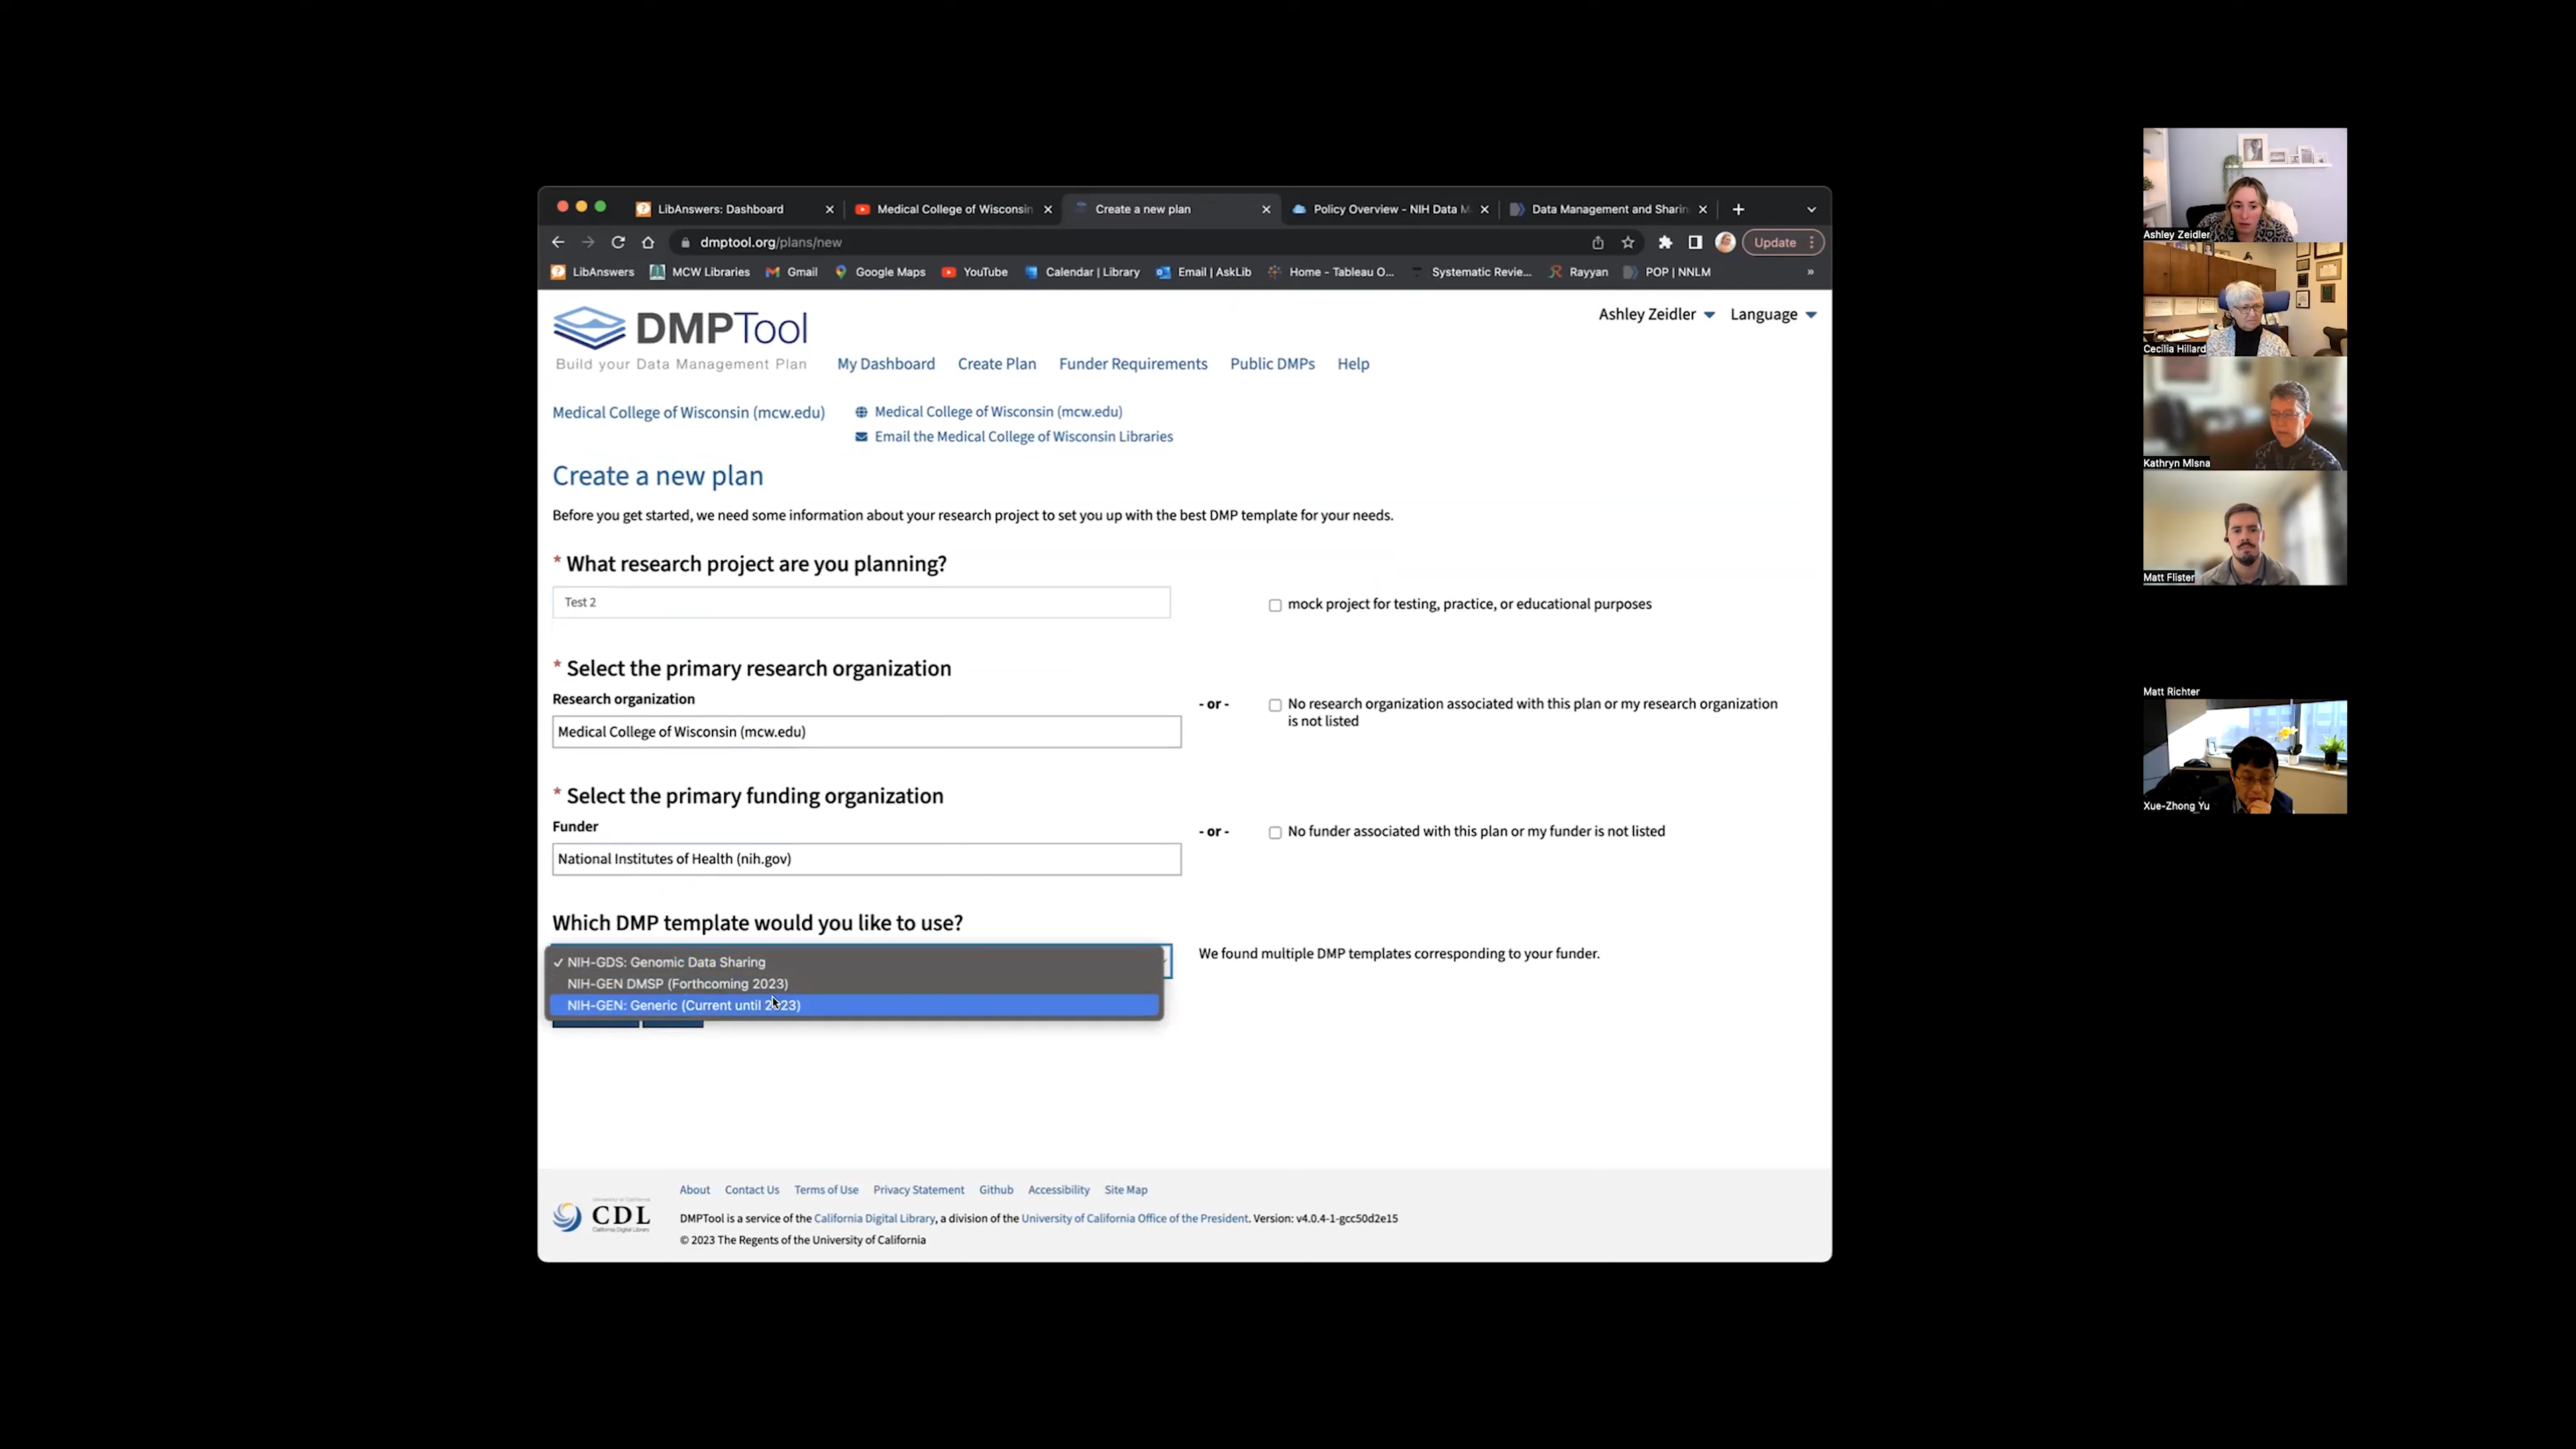 LibAnswers: Dashboard
Medical College of Wisconsin
Create a new plan
Policy Overview - NIH Data M
Data Management and Sharin
dmptool.org/plans/new
Update
LibAnswers
MCW Libraries
Gmail
Google Maps
YouTube
Calendar | Library
Email | AskLib
Home - Tableau O...
Systematic Revie...
Rayyan
POP | NNLM
»
DMPTool
Build your Data Management Plan
Ashley Zeidler
Language
My Dashboard
Create Plan
Funder Requirements
Public DMPs
Help
Medical College of Wisconsin (mcw.edu)
Medical College of Wisconsin (mcw.edu)
Email the Medical College of Wisconsin Libraries
Create a new plan
Before you get started, we need some information about your research project to set you up with the best DMP template for your needs.
* What research project are you planning?
Test 2
mock project for testing, practice, or educational purposes
* Select the primary research organization
Research organization
Medical College of Wisconsin (mcw.edu)
- or -
No research organization associated with this plan or my research organization
is not listed
* Select the primary funding organization
Funder
National Institutes of Health (nih.gov)
- or -
No funder associated with this plan or my funder is not listed
Which DMP template would you like to use?
✓ NIH-GDS: Genomic Data Sharing
NIH-GEN DMSP (Forthcoming 2023)
NIH-GEN: Generic (Current until 2023)
We found multiple DMP templates corresponding to your funder.
University of California
CDL
California Digital Library
About
Contact Us
Terms of Use
Privacy Statement
Github
Accessibility
Site Map
DMPTool is a service of the California Digital Library, a division of the University of California Office of the President. Version: v4.0.4-1-gcc50d2e15
© 2023 The Regents of the University of California
Ashley Zeidler
Cecilia Hillard
Kathryn Mlsna
Matt Flister
Matt Richter
Xue-Zhong Yu